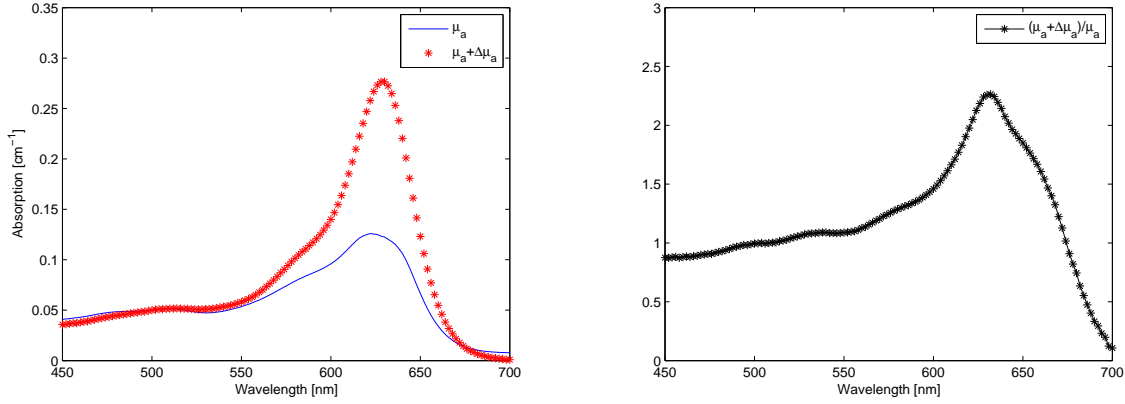 0.35
0.3
0.25
0.2
0.15
0.1
0.05
0
450 500 550 600 650 700
Wavelength [nm]
Absorption [cm⁻¹]
μₐ
μₐ+Δμₐ
3
2.5
2
1.5
1
0.5
0
450 500 550 600 650 700
Wavelength [nm]
(μₐ+Δμₐ)/μₐ